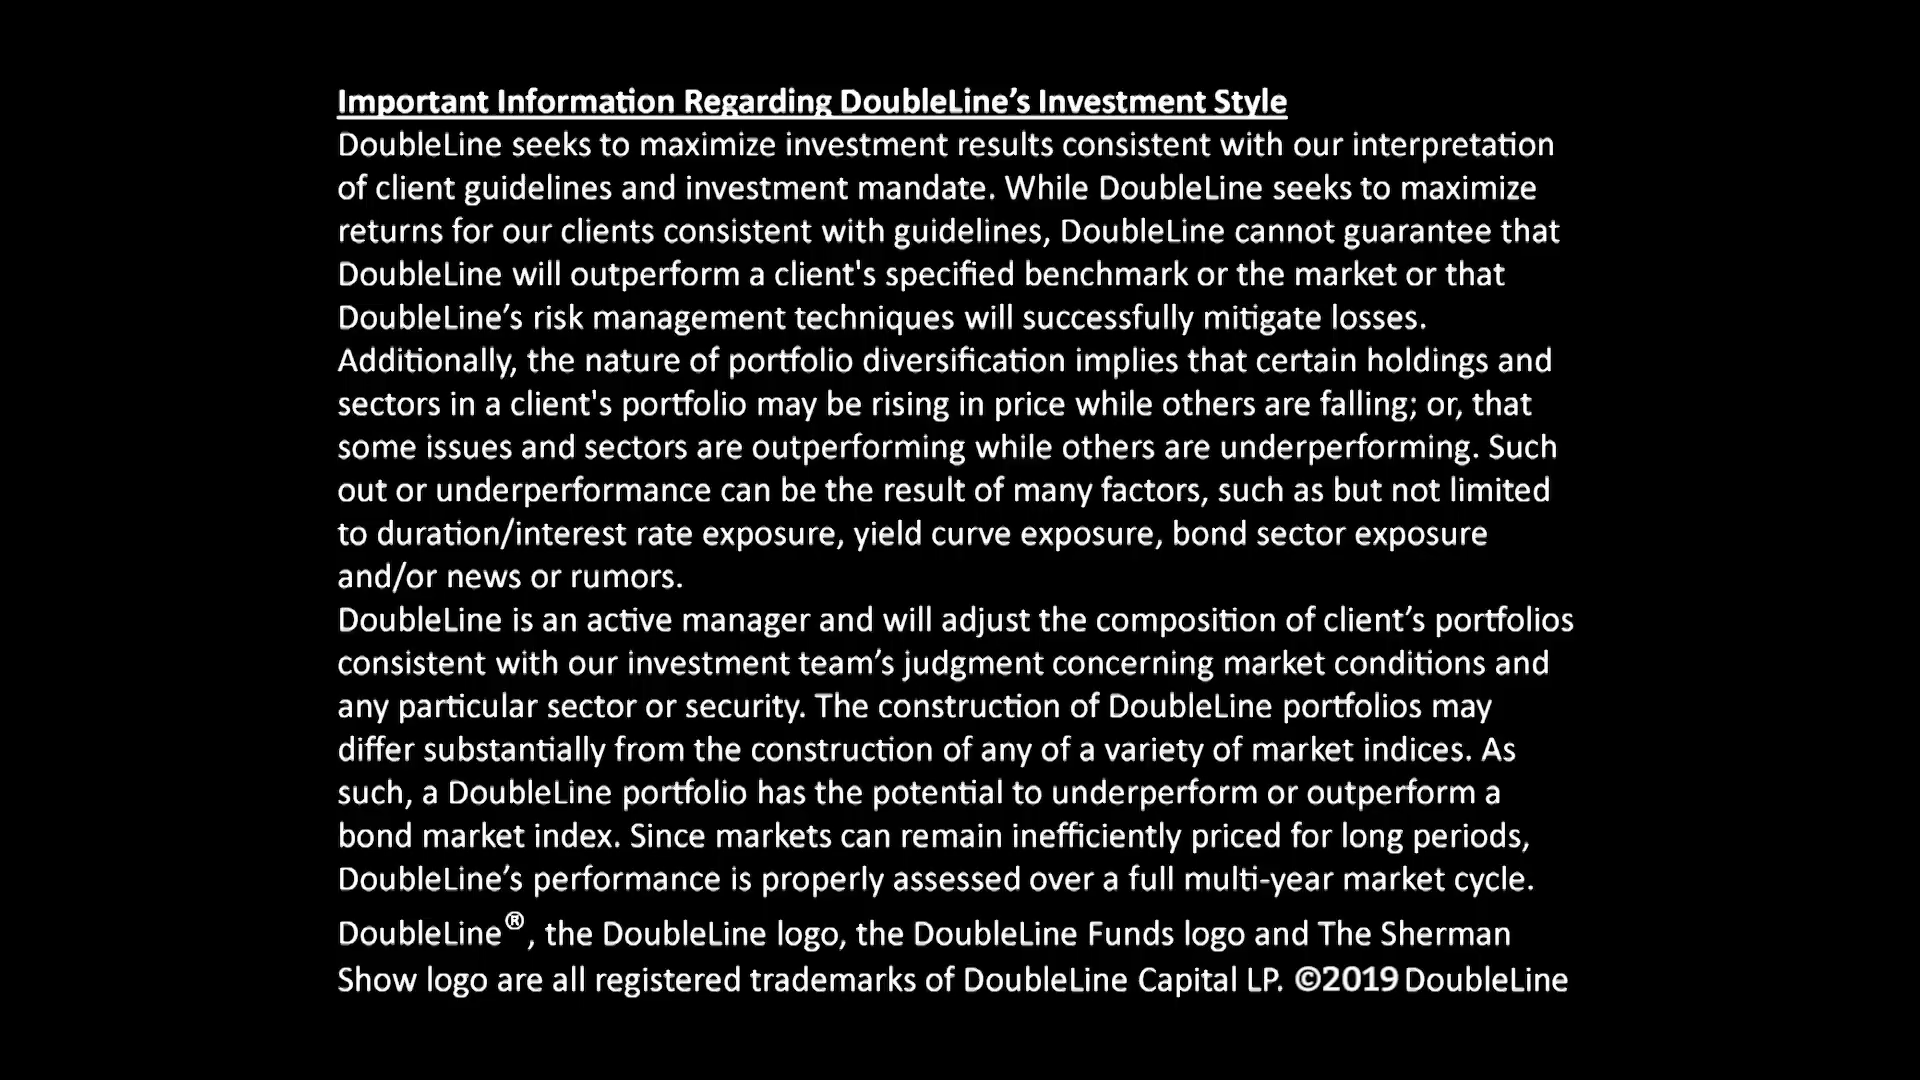 Important Information Regarding DoubleLine’s Investment Style
DoubleLine seeks to maximize investment results consistent with our interpretation
of client guidelines and investment mandate. While DoubleLine seeks to maximize
returns for our clients consistent with guidelines, DoubleLine cannot guarantee that
DoubleLine will outperform a client's specified benchmark or the market or that
DoubleLine’s risk management techniques will successfully mitigate losses.
Additionally, the nature of portfolio diversification implies that certain holdings and
sectors in a client's portfolio may be rising in price while others are falling; or, that
some issues and sectors are outperforming while others are underperforming. Such
out or underperformance can be the result of many factors, such as but not limited
to duration/interest rate exposure, yield curve exposure, bond sector exposure
and/or news or rumors.
DoubleLine is an active manager and will adjust the composition of client’s portfolios
consistent with our investment team’s judgment concerning market conditions and
any particular sector or security. The construction of DoubleLine portfolios may
differ substantially from the construction of any of a variety of market indices. As
such, a DoubleLine portfolio has the potential to underperform or outperform a
bond market index. Since markets can remain inefficiently priced for long periods,
DoubleLine’s performance is properly assessed over a full multi-year market cycle.
DoubleLine®, the DoubleLine logo, the DoubleLine Funds logo and The Sherman
Show logo are all registered trademarks of DoubleLine Capital LP. ©2019 DoubleLine